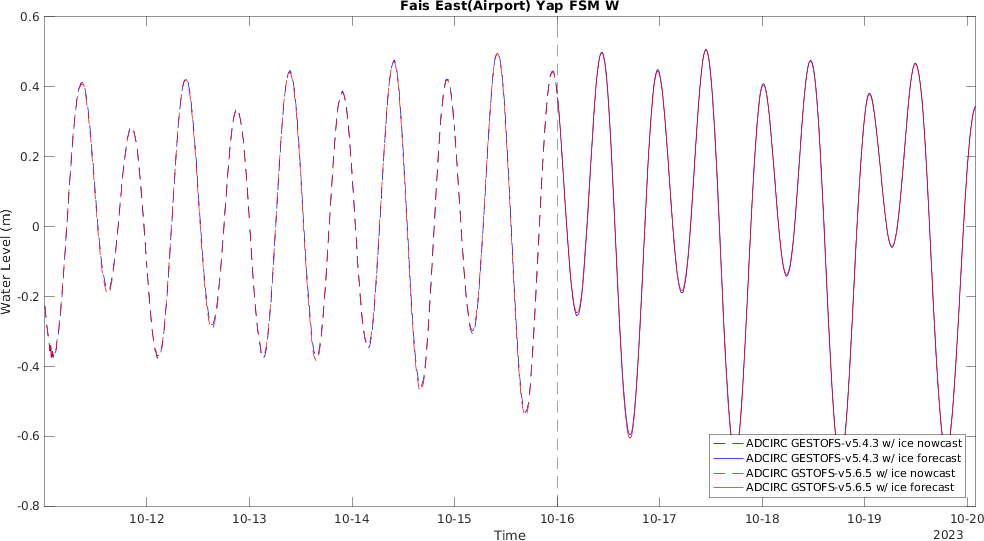 Fais East(Airport) Yap FSM W
0.6
0.4
0.2
0
-0.2
-0.4
-0.6
-0.8
Water Level (m)
10-12
10-13
10-14
10-15
10-16
10-17
10-18
10-19
10-20
Time
2023
ADCIRC GESTOFS-v5.4.3 w/ ice nowcast
ADCIRC GESTOFS-v5.4.3 w/ ice forecast
ADCIRC GSTOFS-v5.6.5 w/ ice nowcast
ADCIRC GSTOFS-v5.6.5 w/ ice forecast